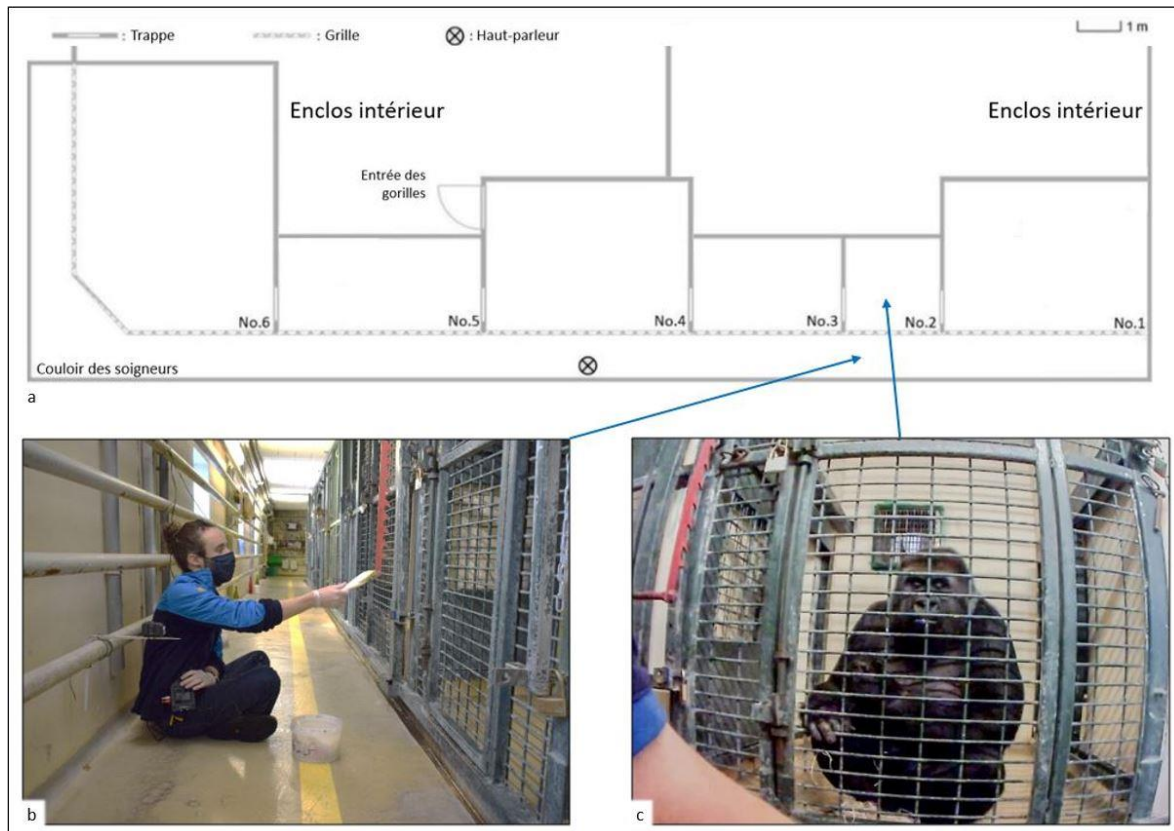 : Trappe
: Grille
: Haut-parleur
1 m
Enclos intérieur
Enclos intérieur
Entrée des
gorilles
No.6
No.5
No.4
No.3
No.2
No.1
Couloir des soigneurs
a
b
c